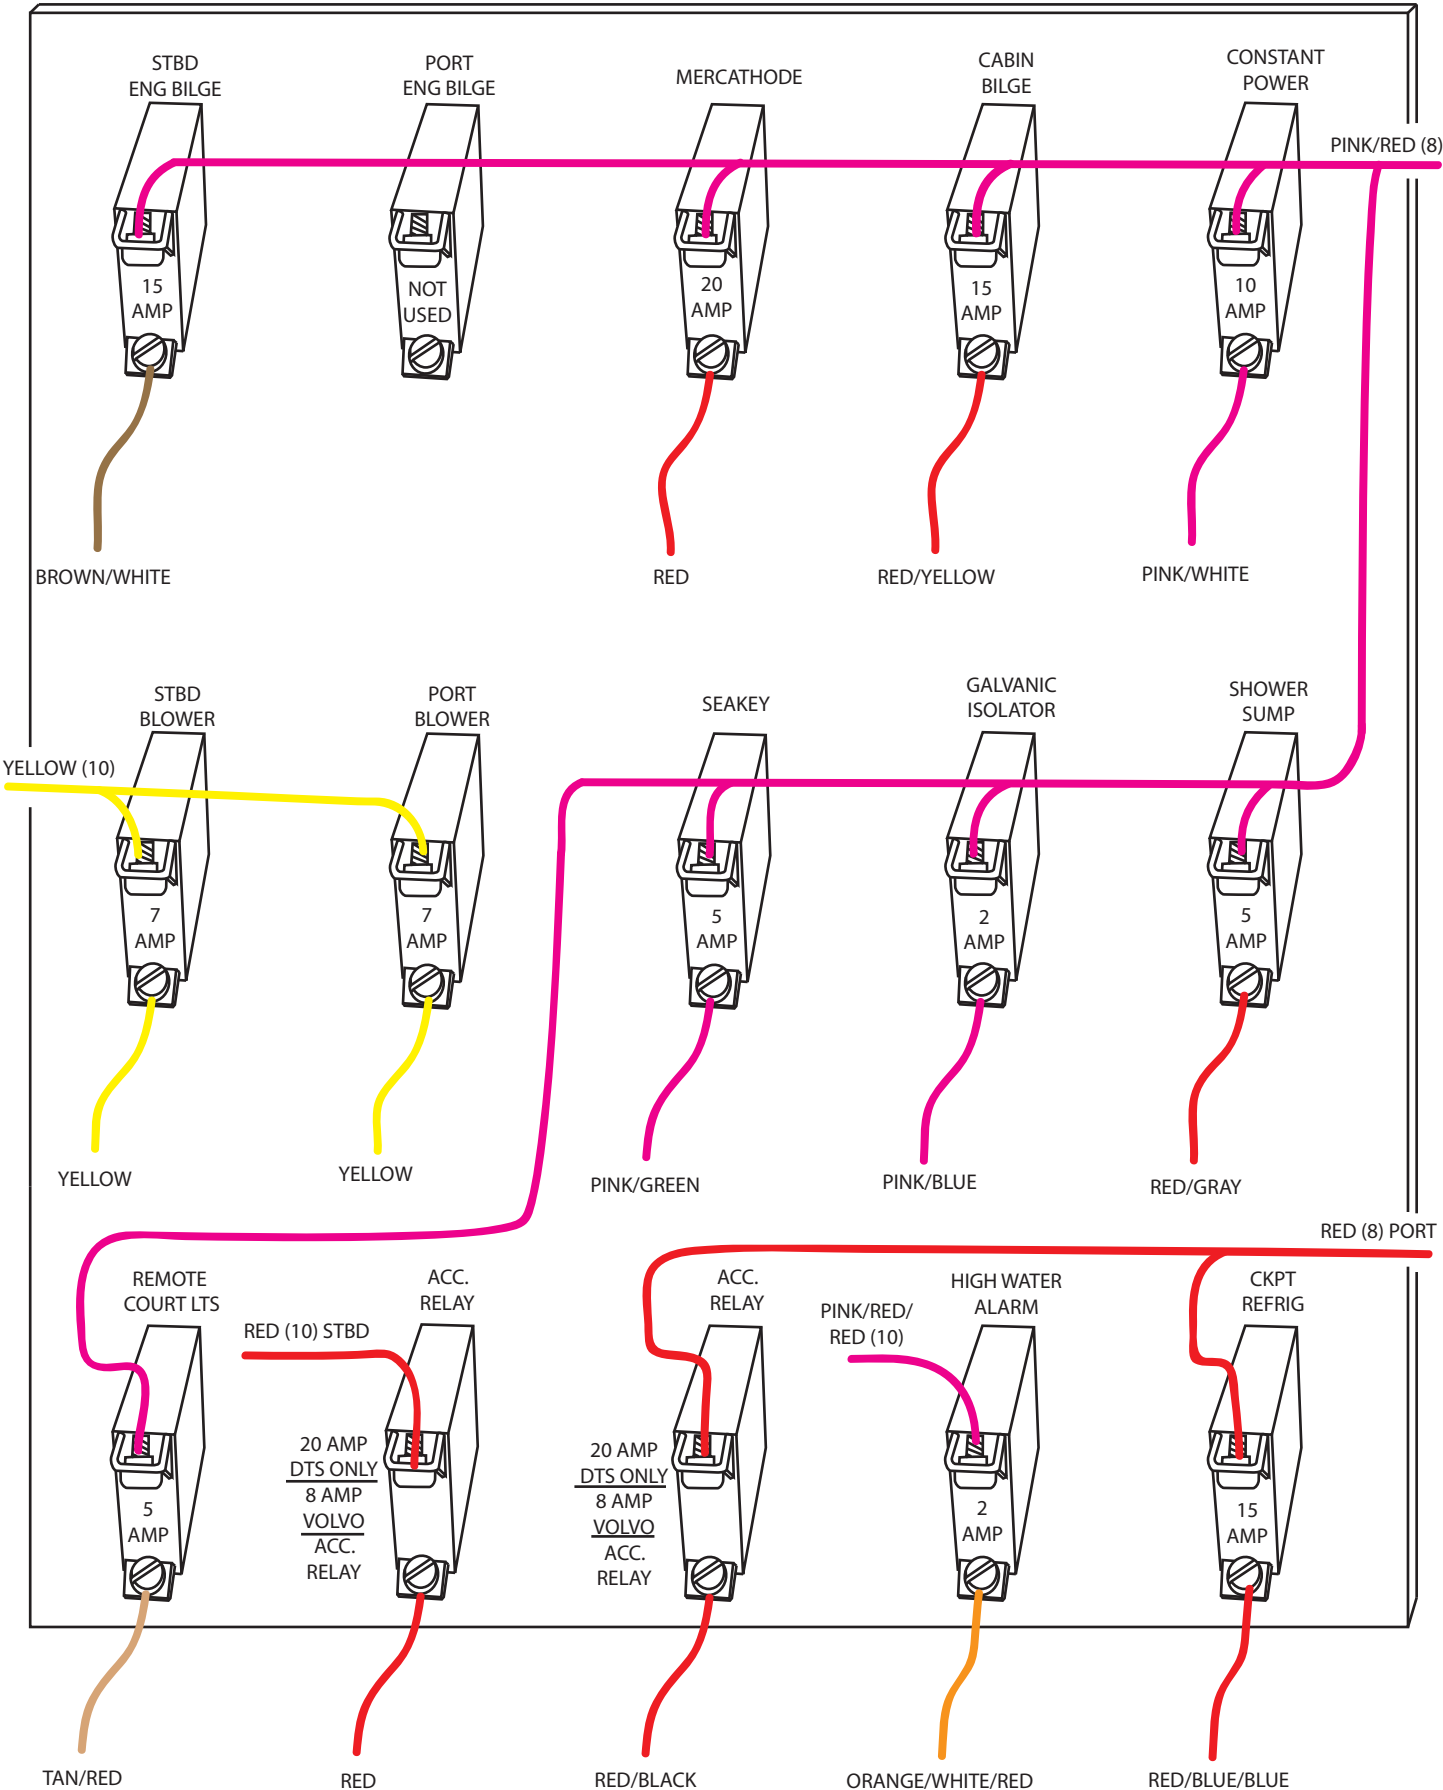 STBD
ENG BILGE
PORT
ENG BILGE
MERCATHODE
CABIN
BILGE
CONSTANT
POWER
PINK/RED (8)
15
AMP
NOT
USED
20
AMP
15
AMP
10
AMP
BROWN/WHITE
RED
RED/YELLOW
PINK/WHITE
STBD
BLOWER
PORT
BLOWER
SEAKEY
GALVANIC
ISOLATOR
SHOWER
SUMP
YELLOW (10)
7
AMP
7
AMP
5
AMP
2
AMP
5
AMP
YELLOW
YELLOW
PINK/GREEN
PINK/BLUE
RED/GRAY
RED (8) PORT
REMOTE
COURT LTS
ACC.
RELAY
ACC.
RELAY
HIGH WATER
ALARM
CKPT
REFRIG
RED (10) STBD
PINK/RED/
RED (10)
5
AMP
20 AMP
DTS ONLY
8 AMP
VOLVO
ACC.
RELAY
20 AMP
DTS ONLY
8 AMP
VOLVO
ACC.
RELAY
2
AMP
15
AMP
TAN/RED
RED
RED/BLACK
ORANGE/WHITE/RED
RED/BLUE/BLUE